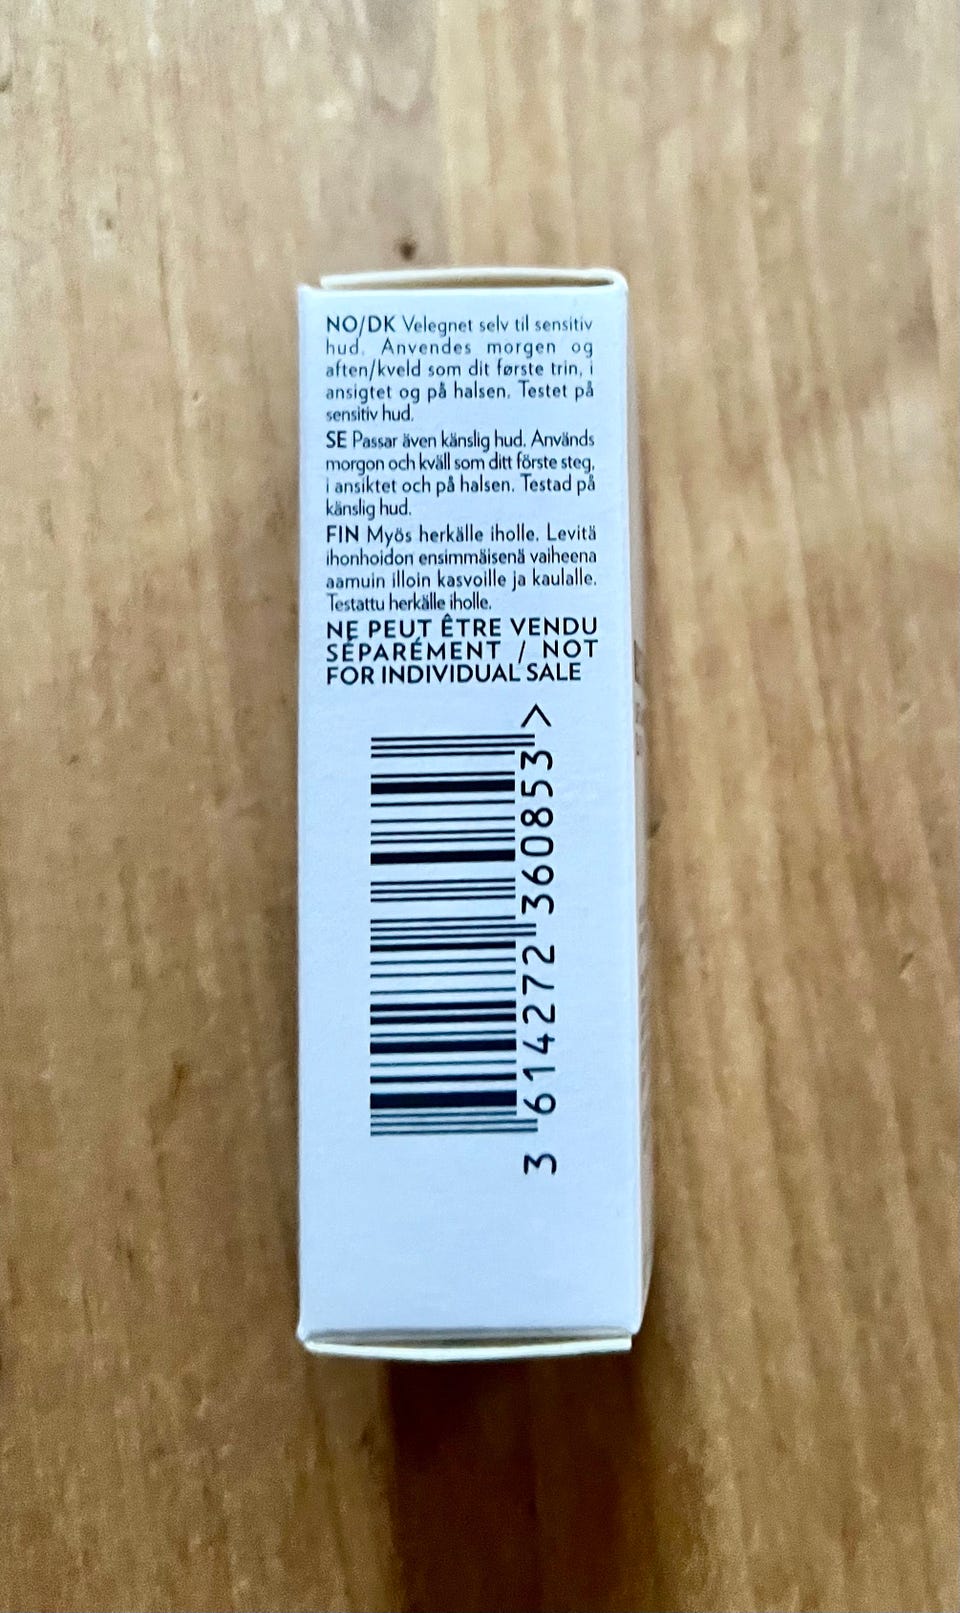 NO/DK Velegnet selv til sensitiv
hud. Anvendes morgen og
aften/kveld som dit første trin, i
ansigtet og på halsen. Testet på
sensitiv hud.
SE Passar även känslig hud. Används
morgon och kväll som ditt förste steg,
i ansiktet och på halsen. Testad på
känslig hud.
FIN Myös herkälle iholle. Levitä
ihonhoidon ensimmäisenä vaiheena
aamuin illoin kasvoille ja kaulalle.
Testattu herkälle iholle.
NE PEUT ÊTRE VENDU
SÉPARÉMENT / NOT
FOR INDIVIDUAL SALE
3 614272 360853 >